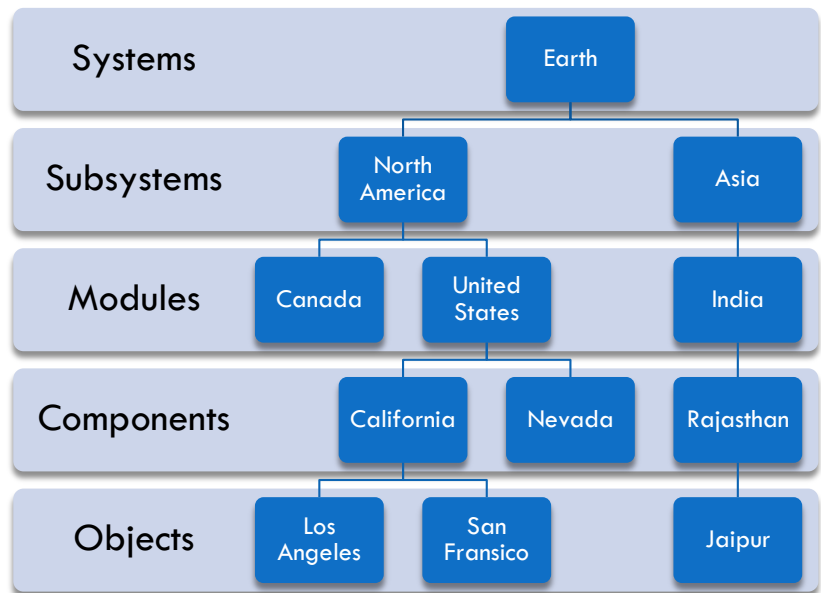 Systems
Earth
Subsystems
North
America
Asia
Modules
Canada
United
States
India
Components
California
Nevada
Rajasthan
Objects
Los
Angeles
San
Fransico
Jaipur